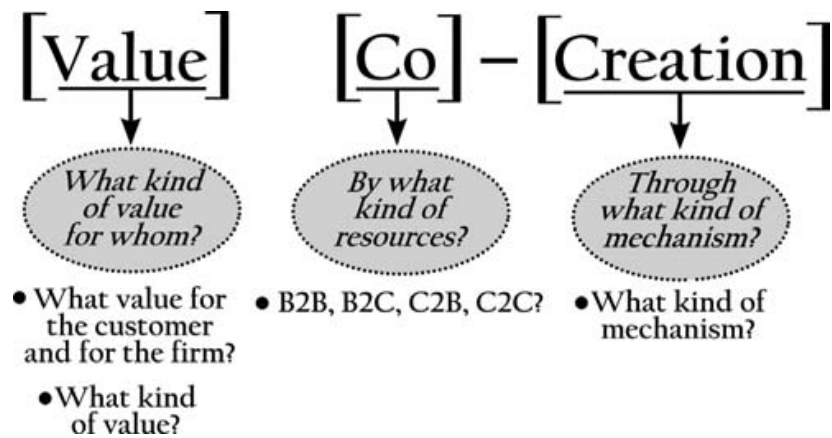 [Value] [Co] – [Creation]
What kind
of value
for whom?
By what
kind of
resources?
Through
what kind of
mechanism?
• What value for
the customer
and for the firm?
• What kind
of value?
• B2B, B2C, C2B, C2C?
• What kind of
mechanism?